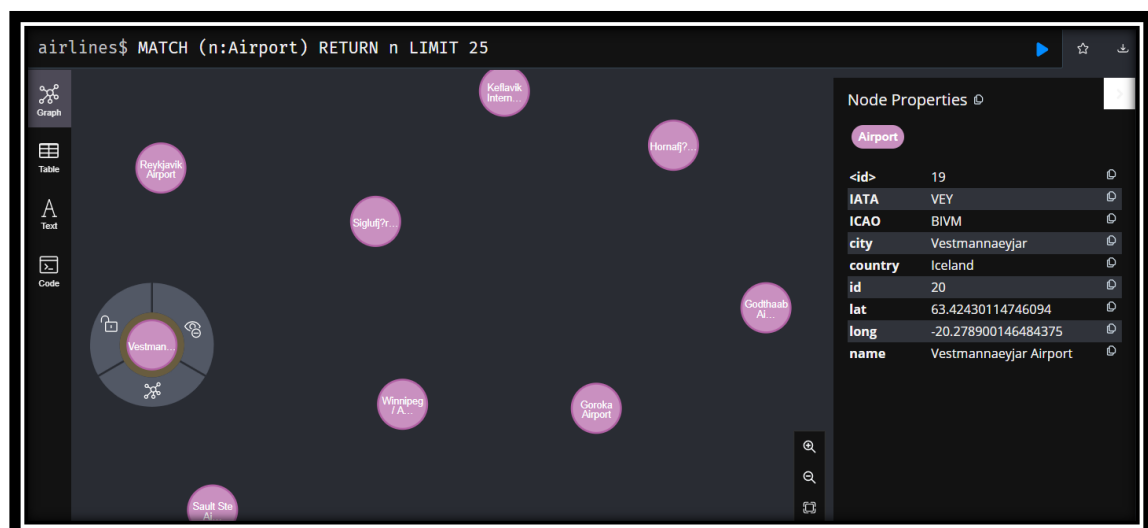 airlines$ MATCH (n:Airport) RETURN n LIMIT 25
Graph
Table
Text
Code
Keflavik
Intern...
Hornafj?...
Reykjavik
Airport
Siglufj?r...
Godthaab
Ai...
Vestman...
Winnipeg
/ A...
Goroka
Airport
Sault Ste
Ai...
Node Properties
Airport
<id> 19
IATA VEY
ICAO BIVM
city Vestmannaeyjar
country Iceland
id 20
lat 63.42430114746094
long -20.278900146484375
name Vestmannaeyjar Airport